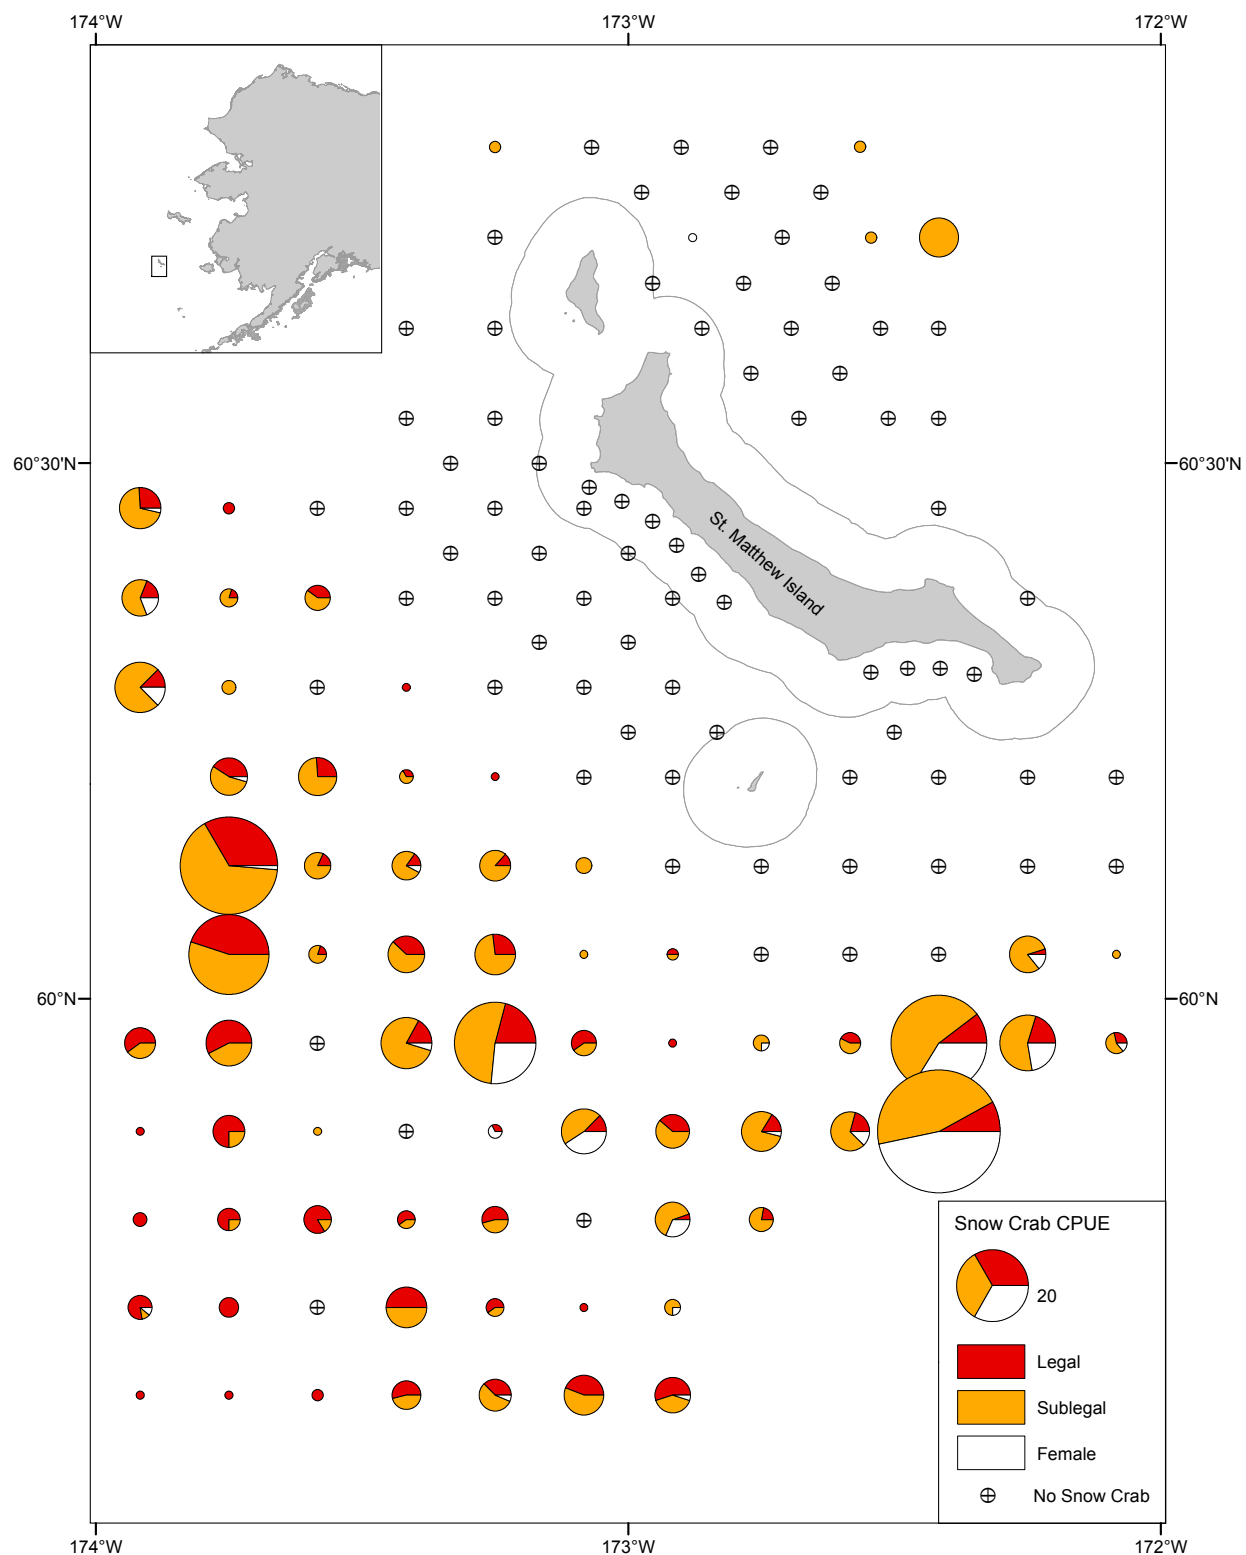 174°W
173°W
172°W
60°30'N
60°30'N
St. Matthew Island
60°N
60°N
Snow Crab CPUE
20
Legal
Sublegal
Female
No Snow Crab
174°W
173°W
172°W